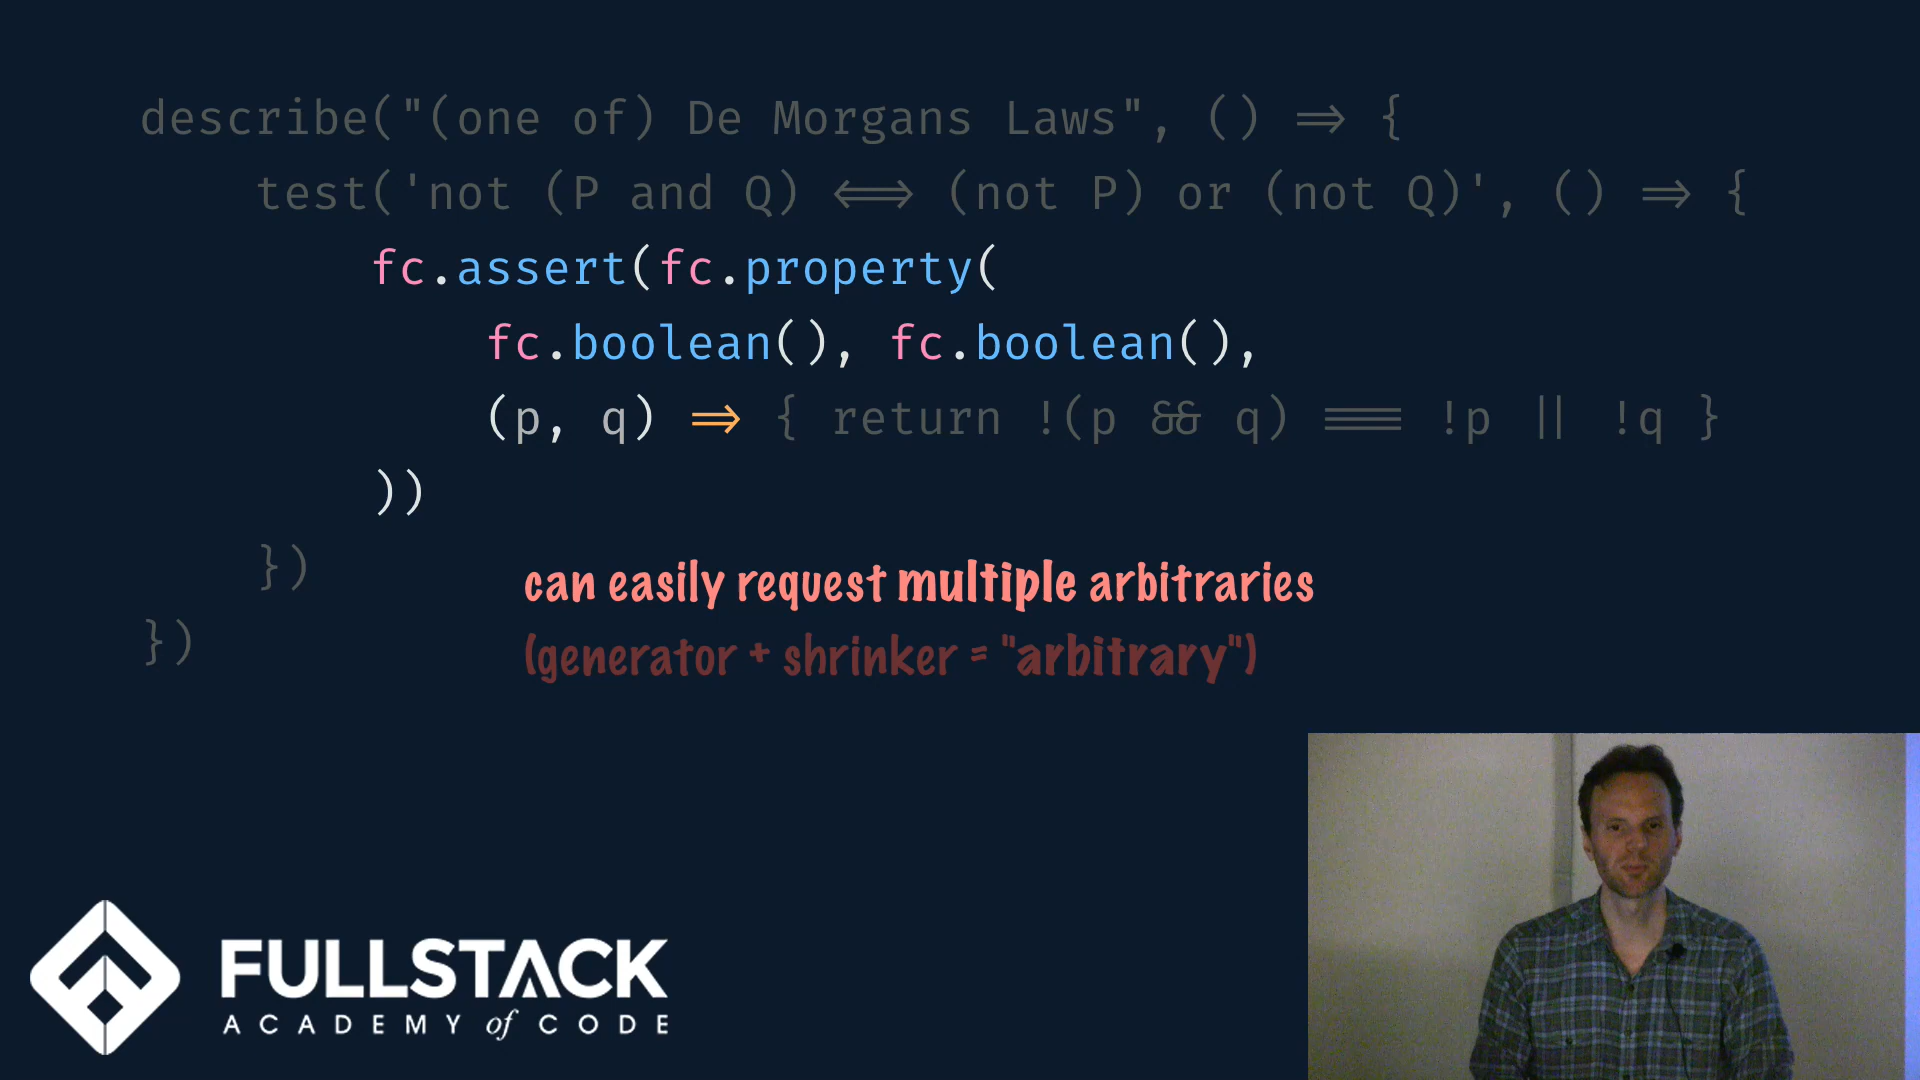 describe("(one of) De Morgans Laws", () => {
    test('not (P and Q) <=> (not P) or (not Q)', () => {
        fc.assert(fc.property(
            fc.boolean(), fc.boolean(),
            (p, q) => { return !(p && q) === !p || !q }
        ))
    })
})
can easily request multiple arbitraries
(generator + shrinker = "arbitrary")
FULLSTACK
ACADEMY of CODE